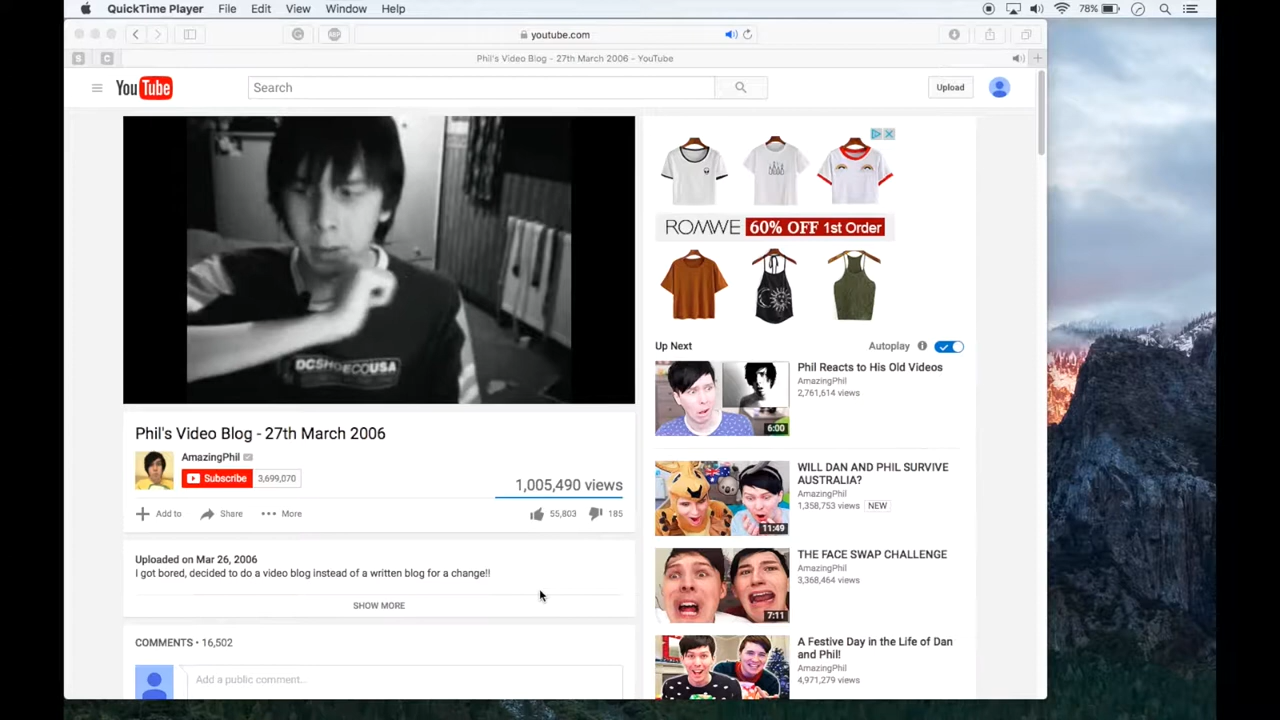 QuickTime Player File Edit View Window Help 78%
youtube.com
S C Phil's Video Blog - 27th March 2006 - YouTube
YouTube Search Upload
DCSHOECOUSA
ROMWE 60% OFF 1st Order
Phil's Video Blog - 27th March 2006
AmazingPhil
Subscribe 3,699,070
1,005,490 views
Add to Share More 55,803 185
Uploaded on Mar 26, 2006
I got bored, decided to do a video blog instead of a written blog for a change!!
SHOW MORE
COMMENTS • 16,502
Add a public comment...
Up Next Autoplay
Phil Reacts to His Old Videos
AmazingPhil
2,761,614 views
6:00
WILL DAN AND PHIL SURVIVE
AUSTRALIA?
AmazingPhil
1,358,753 views NEW
11:49
THE FACE SWAP CHALLENGE
AmazingPhil
3,368,464 views
7:11
A Festive Day in the Life of Dan
and Phil!
AmazingPhil
4,971,279 views